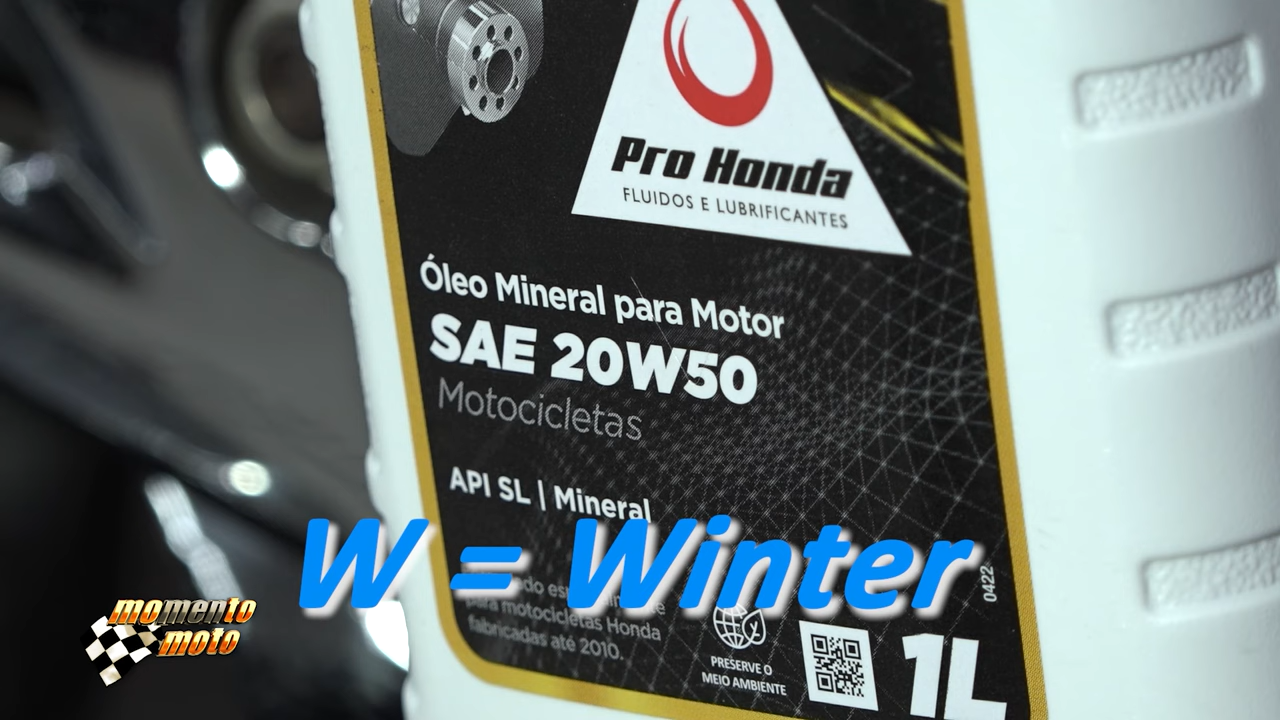 Pro Honda
FLUIDOS E LUBRIFICANTES
Óleo Mineral para Motor
SAE 20W50
Motocicletas
API SL | Mineral
W = Winter
para motocicletas Honda
fabricadas até 2010.
0422
PRESERVE O
MEIO AMBIENTE
1L
momento
moto